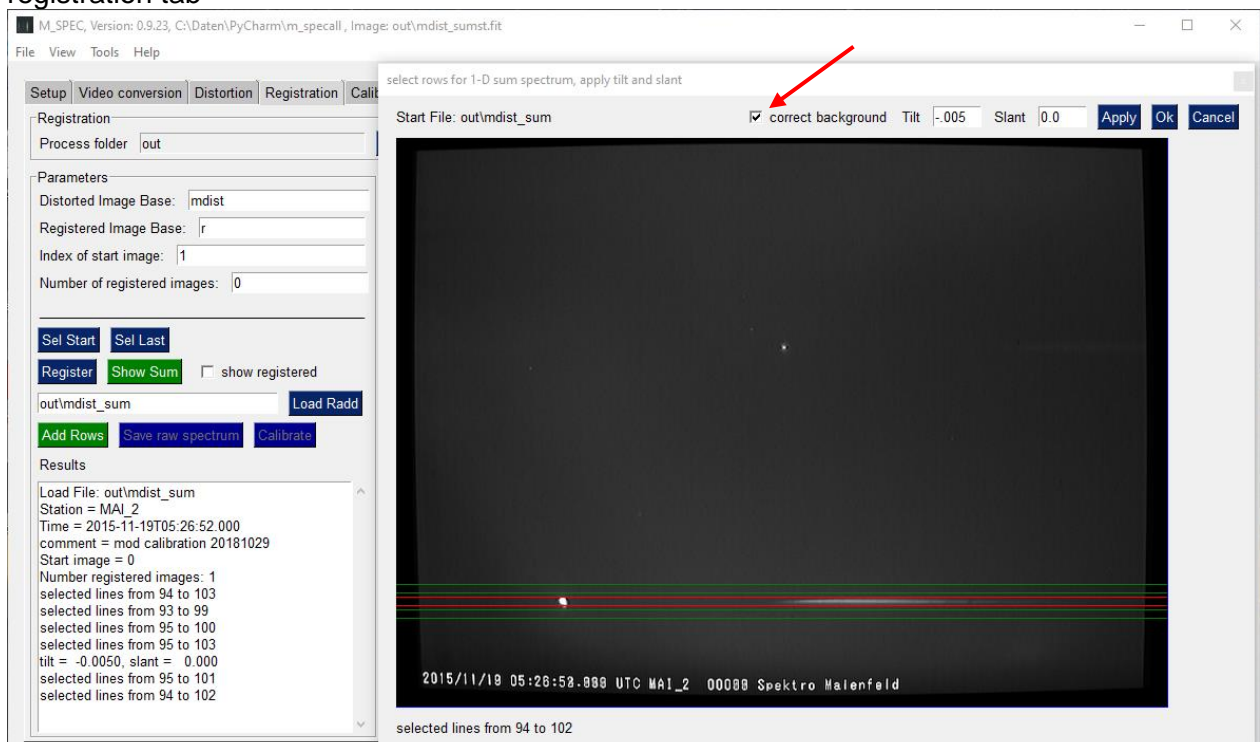 registration tab
M_SPEC, Version: 0.9.23, C:\Daten\PyCharm\m_specall , Image: out\mdist_sumst.fit
File View Tools Help
Setup Video conversion Distortion Registration
Registration
Process folder out
Parameters
Distorted Image Base: mdist
Registered Image Base: r
Index of start image: 1
Number of registered images: 0
Sel Start Sel Last
Register Show Sum show registered
out\mdist_sum Load Radd
Add Rows Save raw spectrum Calibrate
Results
Load File: out\mdist_sum
Station = MAI_2
Time = 2015-11-19T05:26:52.000
comment = mod calibration 20181029
Start image = 0
Number registered images: 1
selected lines from 94 to 103
selected lines from 93 to 99
selected lines from 95 to 100
selected lines from 95 to 103
tilt = -0.0050, slant = 0.000
selected lines from 95 to 101
selected lines from 94 to 102
select rows for 1-D sum spectrum, apply tilt and slant
Start File: out\mdist_sum correct background Tilt -.005 Slant 0.0 Apply Ok Cancel
2015/11/19 UTC MAI_2 Spektro Maienfeld
selected lines from 94 to 102